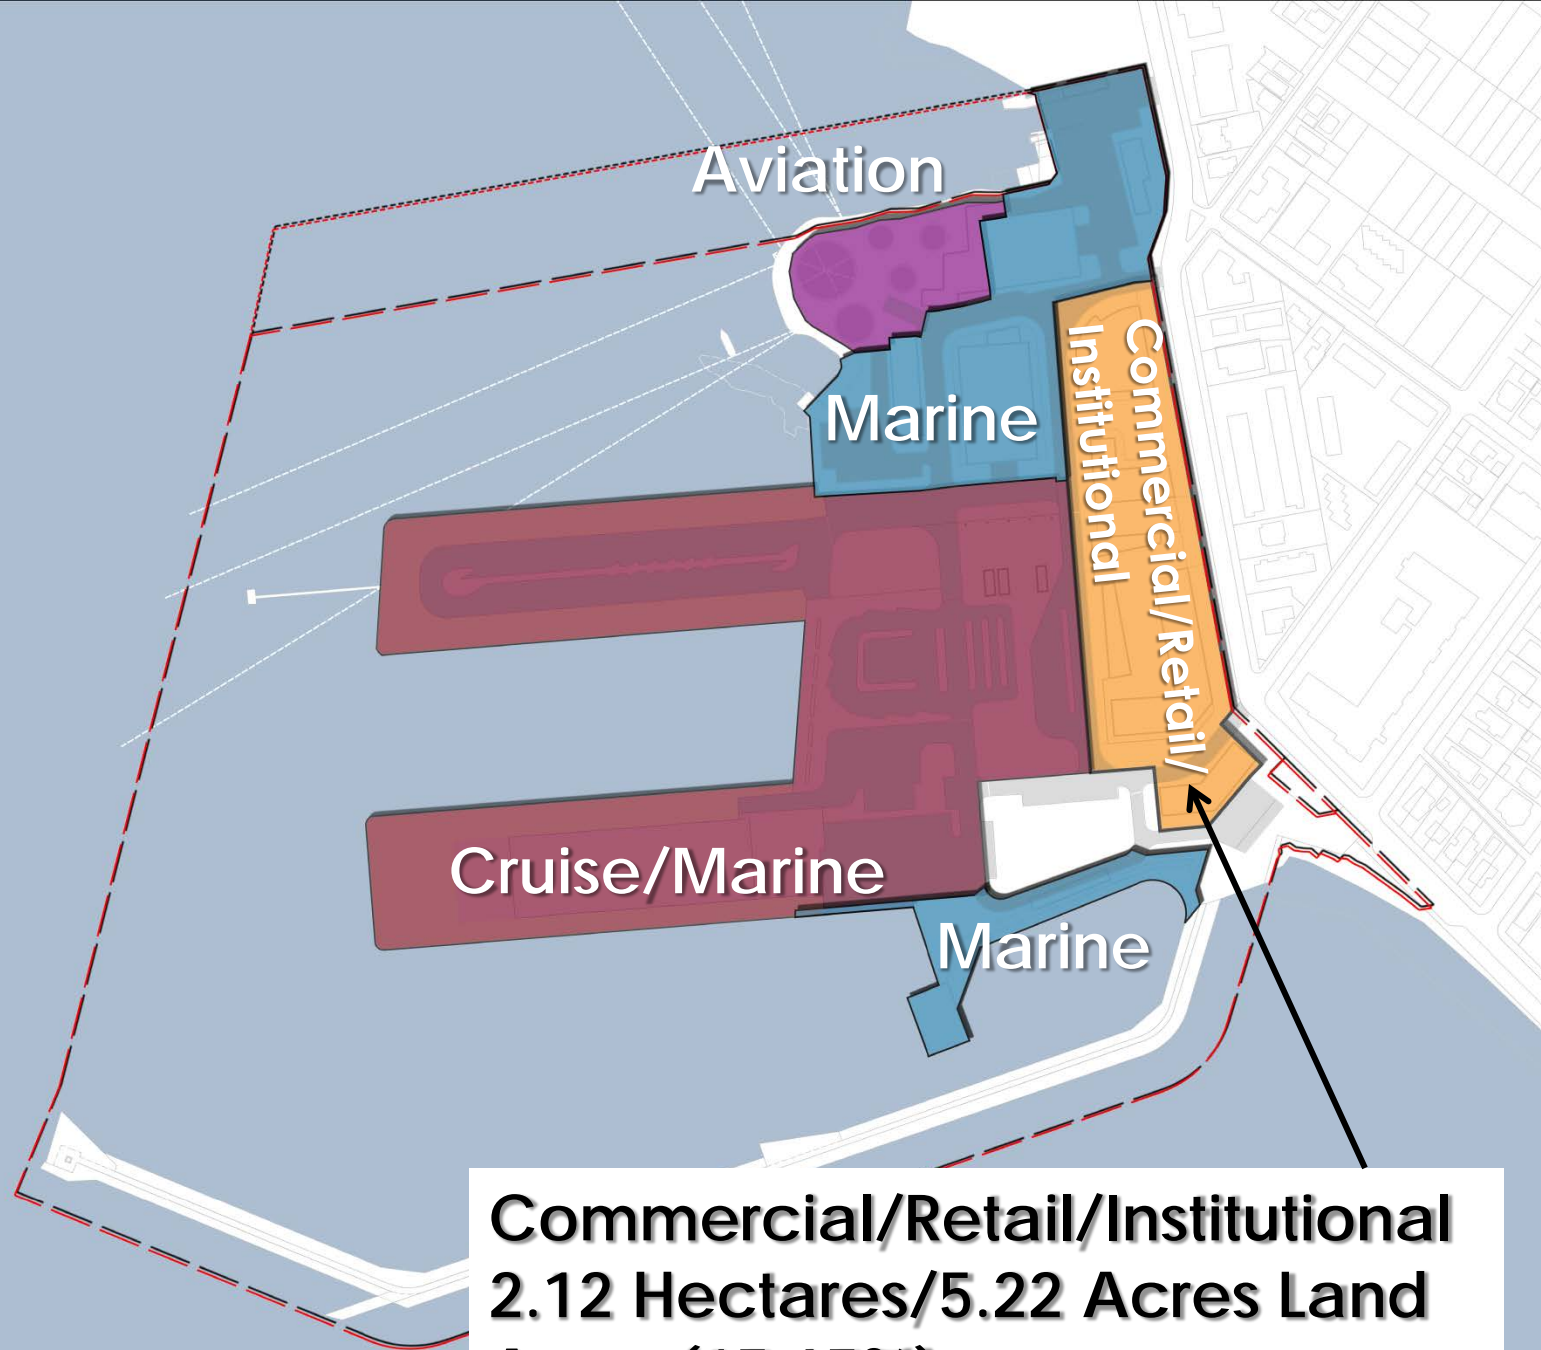 Aviation
Commercial/Retail/
Institutional
Marine
Cruise/Marine
Marine
Commercial/Retail/Institutional
2.12 Hectares/5.22 Acres Land